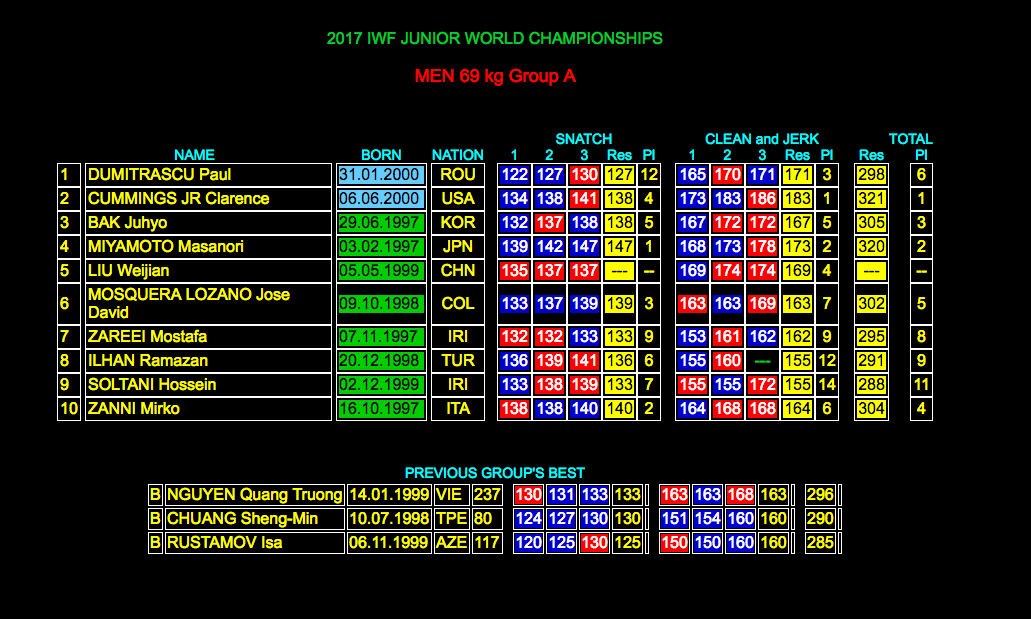 2017 IWF JUNIOR WORLD CHAMPIONSHIPS
MEN 69 kg Group A
SNATCH CLEAN and JERK TOTAL
NAME BORN NATION 1 2 3 Res Pl 1 2 3 Res Pl Res Pl
1 DUMITRASCU Paul 31.01.2000 ROU 122 127 130 127 12 165 170 171 171 3 298 6
2 CUMMINGS JR Clarence 06.06.2000 USA 134 138 141 138 4 173 183 186 183 1 321 1
3 BAK Juhyo 29.06.1997 KOR 132 137 138 138 5 167 172 172 167 5 305 3
4 MIYAMOTO Masanori 03.02.1997 JPN 139 142 147 147 1 168 173 178 173 2 320 2
5 LIU Weijian 05.05.1999 CHN 135 137 137 --- -- 169 174 174 169 4 --- --
6 MOSQUERA LOZANO Jose
David 09.10.1998 COL 133 137 139 139 3 163 163 169 163 7 302 5
7 ZAREEI Mostafa 07.11.1997 IRI 132 132 133 133 9 153 161 162 162 9 295 8
8 ILHAN Ramazan 20.12.1998 TUR 136 139 141 136 6 155 160 --- 155 12 291 9
9 SOLTANI Hossein 02.12.1999 IRI 133 138 139 133 7 155 155 172 155 14 288 11
10 ZANNI Mirko 16.10.1997 ITA 138 138 140 140 2 164 168 168 164 6 304 4
PREVIOUS GROUP'S BEST
B NGUYEN Quang Truong 14.01.1999 VIE 237 130 131 133 133 163 163 168 163 296
B CHUANG Sheng-Min 10.07.1998 TPE 80 124 127 130 130 151 154 160 160 290
B RUSTAMOV Isa 06.11.1999 AZE 117 120 125 130 125 150 150 160 160 285